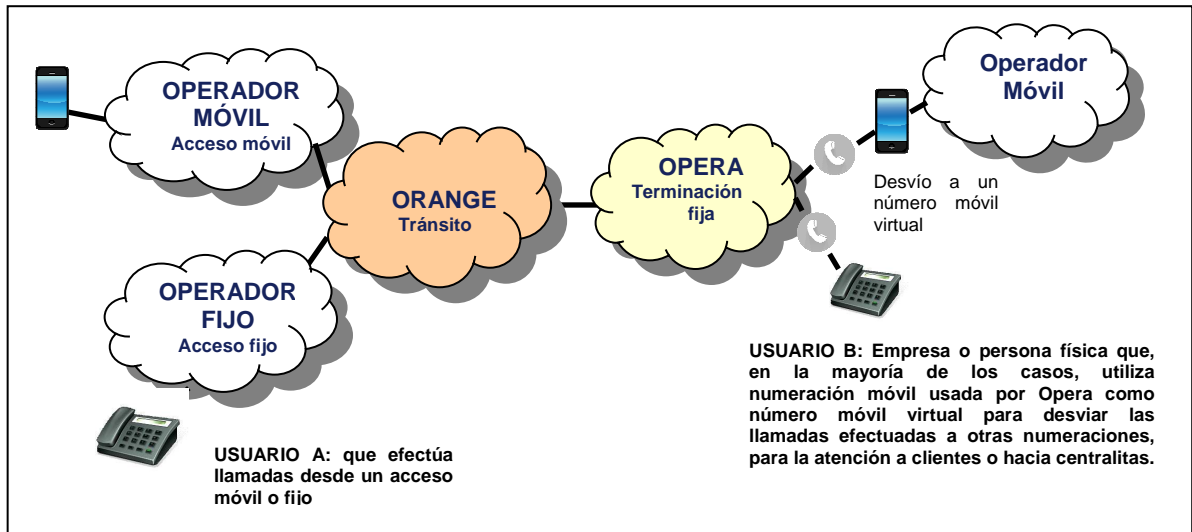 OPERADOR
MÓVIL
Acceso móvil
ORANGE
Tránsito
OPERADOR
FIJO
Acceso fijo
OPERA
Terminación
fija
Operador
Móvil
Desvío a un
número móvil
virtual
USUARIO A: que efectúa
llamadas desde un acceso
móvil o fijo
USUARIO B: Empresa o persona física que,
en la mayoría de los casos, utiliza
numeración móvil usada por Opera como
número móvil virtual para desviar las
llamadas efectuadas a otras numeraciones,
para la atención a clientes o hacia centralitas.